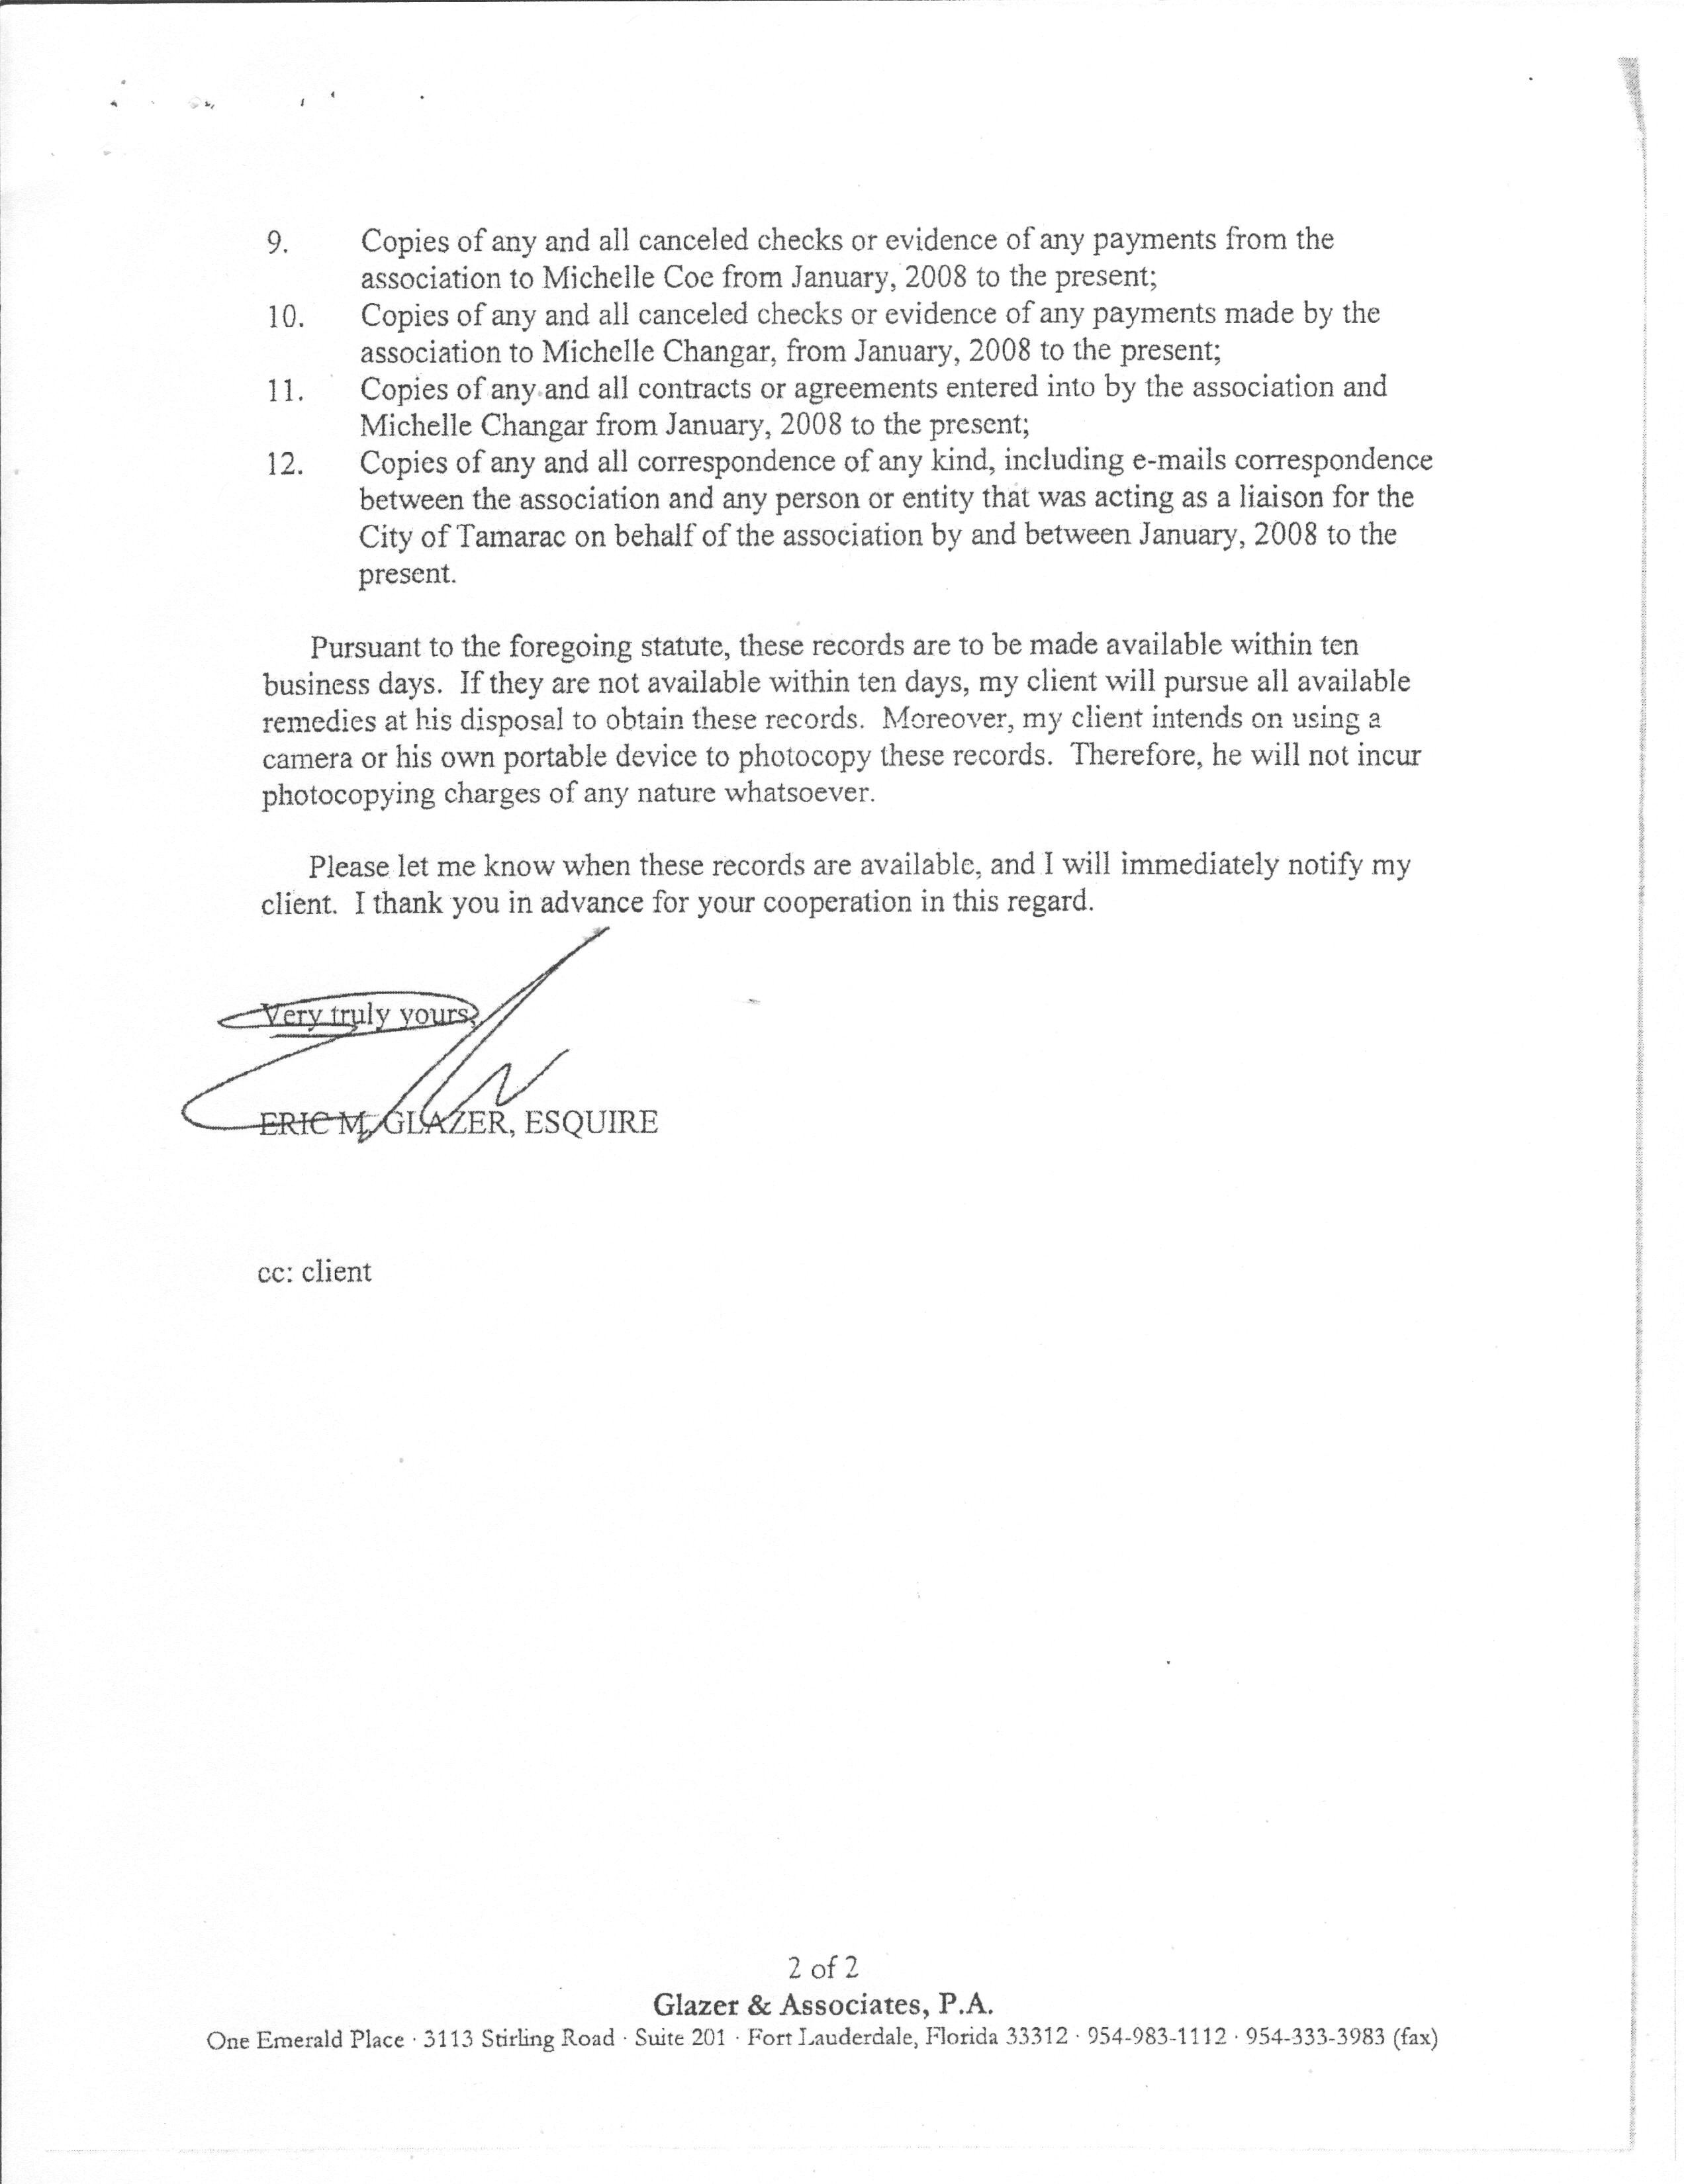 9. Copies of any and all canceled checks or evidence of any payments from the
association to Michelle Coe from January, 2008 to the present;
10. Copies of any and all canceled checks or evidence of any payments made by the
association to Michelle Changar, from January, 2008 to the present;
11. Copies of any and all contracts or agreements entered into by the association and
Michelle Changar from January, 2008 to the present;
12. Copies of any and all correspondence of any kind, including e-mails correspondence
between the association and any person or entity that was acting as a liaison for the
City of Tamarac on behalf of the association by and between January, 2008 to the
present.
Pursuant to the foregoing statute, these records are to be made available within ten
business days. If they are not available within ten days, my client will pursue all available
remedies at his disposal to obtain these records. Moreover, my client intends on using a
camera or his own portable device to photocopy these records. Therefore, he will not incur
photocopying charges of any nature whatsoever.
Please let me know when these records are available, and I will immediately notify my
client. I thank you in advance for your cooperation in this regard.
Very truly yours,
ERIC M. GLAZER, ESQUIRE
cc: client
2 of 2
Glazer & Associates, P.A.
One Emerald Place · 3113 Stirling Road · Suite 201 · Fort Lauderdale, Florida 33312 · 954-983-1112 · 954-333-3983 (fax)